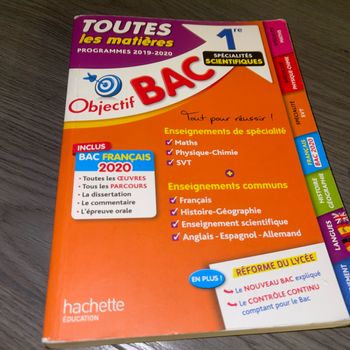 TOUTES
les matières
PROGRAMMES 2019-2020
1re
SPÉCIALITÉS
SCIENTIFIQUES
Objectif
BAC
Tout pour réussir !
Enseignements de spécialité
✓ Maths
✓ Physique-Chimie
✓ SVT
+
Enseignements communs
✓ Français
✓ Histoire-Géographie
✓ Enseignement scientifique
✓ Anglais - Espagnol - Allemand
INCLUS
BAC FRANÇAIS
2020
• Toutes les ŒUVRES
• Tous les PARCOURS
• La dissertation
• Le commentaire
• L'épreuve orale
EN PLUS !
RÉFORME DU LYCÉE
✓ Le NOUVEAU BAC expliqué
✓ Le CONTRÔLE CONTINU
comptant pour le Bac
hachette
ÉDUCATION
PHYSIQUE-CHIMIE
SPÉCIALITÉ
SVT
FRANÇAIS
BAC 2020
HISTOIRE
GÉOGRAPHIE
LANGUES